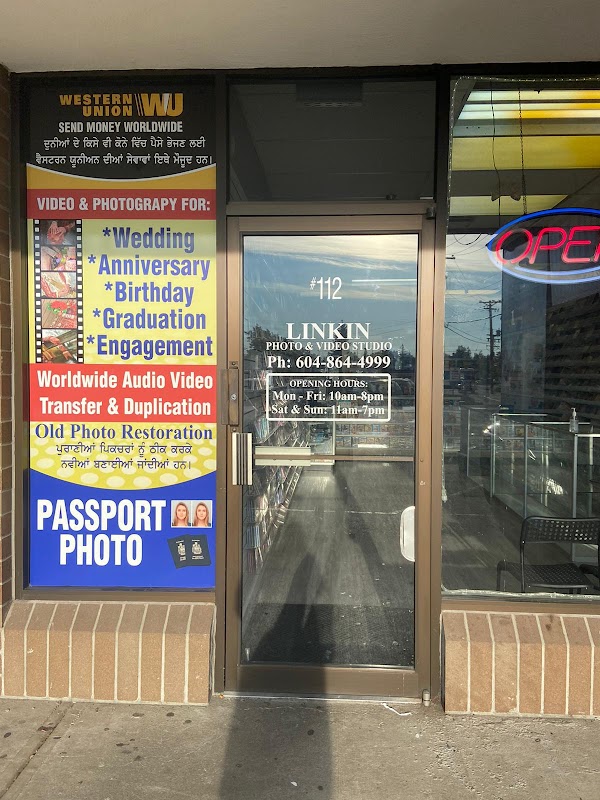 WESTERN UNION WU
SEND MONEY WORLDWIDE
ਦੁਨੀਆਂ ਦੇ ਕਿਸੇ ਵੀ ਕੋਨੇ ਵਿੱਚ ਪੈਸੇ ਭੇਜਣ ਲਈ
ਵੈਸਟਰਨ ਯੂਨੀਅਨ ਦੀਆਂ ਸੇਵਾਵਾਂ ਇਥੇ ਮੌਜੂਦ ਹਨ।
VIDEO & PHOTOGRAPY FOR:
*Wedding
*Anniversary
*Birthday
*Graduation
*Engagement
Worldwide Audio Video
Transfer & Duplication
Old Photo Restoration
ਪੁਰਾਣੀਆਂ ਪਿਕਚਰਾਂ ਨੂੰ ਠੀਕ ਕਰਕੇ
ਨਵੀਆਂ ਬਣਾਈਆਂ ਜਾਂਦੀਆਂ ਹਨ।
PASSPORT
PHOTO
#112
LINKIN
PHOTO & VIDEO STUDIO
Ph: 604-864-4999
OPENING HOURS:
Mon - Fri: 10am-8pm
Sat & Sun: 11am-7pm
OPE